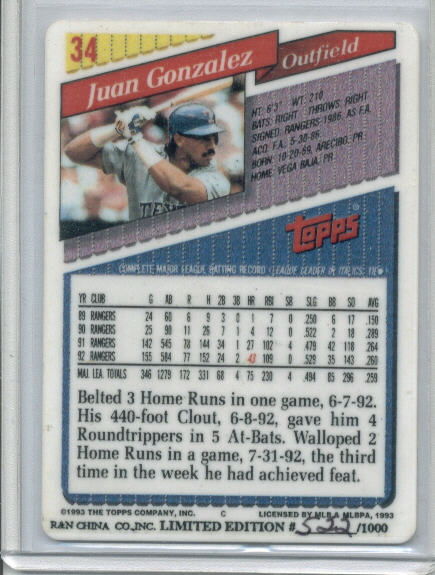 34
Juan Gonzalez
Outfield
HT: 6'3" WT: 210
BATS: RIGHT THROWS: RIGHT
SIGNED: RANGERS-1986, AS F.A.
ACQ: F.A., 5-30-86
BORN: 10-20-69, ARECIBO, PR
HOME: VEGA BAJA, PR
TOPPS
COMPLETE MAJOR LEAGUE BATTING RECORD (LEAGUE LEADER IN ITALICS, TIE♦)
YR CLUB G AB R H 2B 3B HR RBI SB SLG BB SO AVG
89 RANGERS 24 60 6 9 3 0 1 7 0 .250 6 17 .150
90 RANGERS 25 90 11 26 7 1 4 12 0 .522 2 18 .289
91 RANGERS 142 545 78 144 34 1 27 102 4 .479 42 118 .264
92 RANGERS 155 584 77 152 24 2 43 109 0 .529 35 143 .260
MAJ. LEA. TOTALS 346 1279 172 331 68 4 75 230 4 .494 85 296 .259
Belted 3 Home Runs in one game, 6-7-92.
His 440-foot Clout, 6-8-92, gave him 4
Roundtrippers in 5 At-Bats. Walloped 2
Home Runs in a game, 7-31-92, the third
time in the week he had achieved feat.
©1993 THE TOPPS COMPANY, INC. C LICENSED BY MLB & MLBPA, 1993
R&N CHINA CO.,INC. LIMITED EDITION # 522 /1000